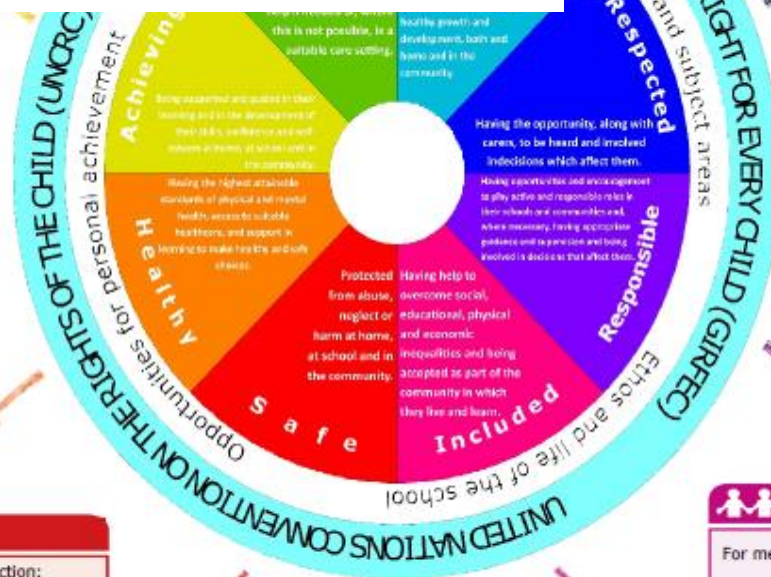 this is not possible, in a
suitable care setting.
healthy growth and
development, both and
home and in the
community.
Achieving
Being supported and guided in their
learning and in the development of
their skills, confidence and self-
esteem at home, at school and in
the community.
Respected
Having the opportunity, along with
carers, to be heard and involved
indecisions which affect them.
Healthy
Having the highest attainable
standards of physical and mental
health, access to suitable
healthcare, and support in
learning to make healthy and safe
choices.
Responsible
Having opportunities and encouragement
to play active and responsible roles in
their schools and communities and,
where necessary, having appropriate
guidance and supervision and being
involved in decisions that affect them.
Protected
from abuse,
neglect or
harm at home,
at school and in
the community.
Safe
Having help to
overcome social,
educational, physical
and economic
inequalities and being
accepted as part of the
community in which
they live and learn.
Included
Opportunities for personal achievement
Ethos and life of the school
and subject areas
UNITED NATIONS CONVENTION ON THE RIGHTS OF THE CHILD (UNCRC)
RIGHT FOR EVERY CHILD (GIRFEC)
ction:
For me